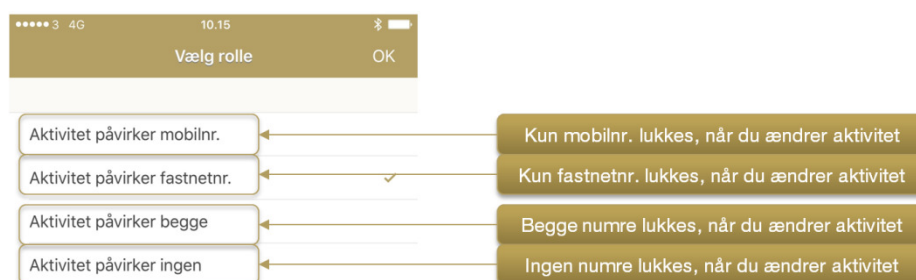 3 4G 10.15
Vælg rolle OK
Aktivitet påvirker mobilnr.
Kun mobilnr. lukkes, når du ændrer aktivitet
Aktivitet påvirker fastnetnr.
Kun fastnetnr. lukkes, når du ændrer aktivitet
Aktivitet påvirker begge
Begge numre lukkes, når du ændrer aktivitet
Aktivitet påvirker ingen
Ingen numre lukkes, når du ændrer aktivitet